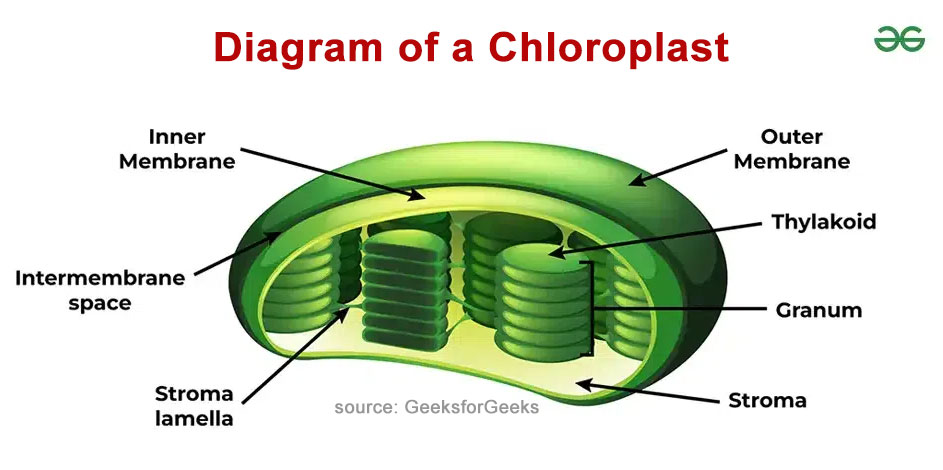 Diagram of a Chloroplast
Inner
Membrane
Outer
Membrane
Thylakoid
Intermembrane
space
Granum
Stroma
lamella
Stroma
source: GeeksforGeeks